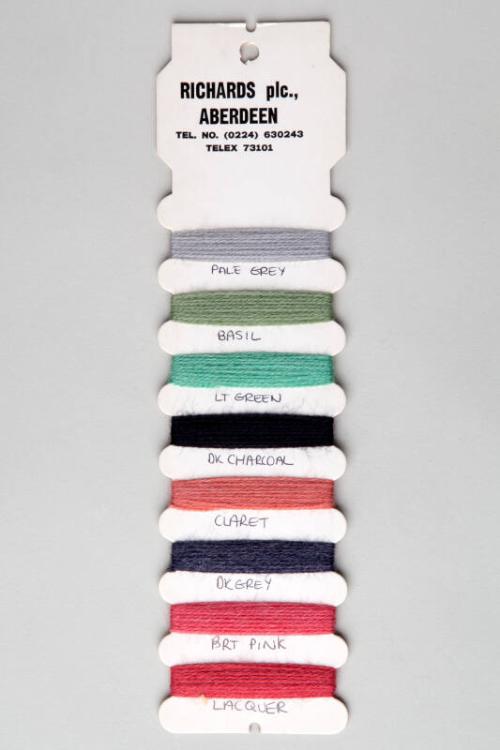 RICHARDS plc.,
ABERDEEN
TEL. NO. (0224) 630243
TELEX 73101
PALE GREY
BASIL
LT GREEN
DK CHARCOAL
CLARET
DK GREY
BRT PINK
LACQUER